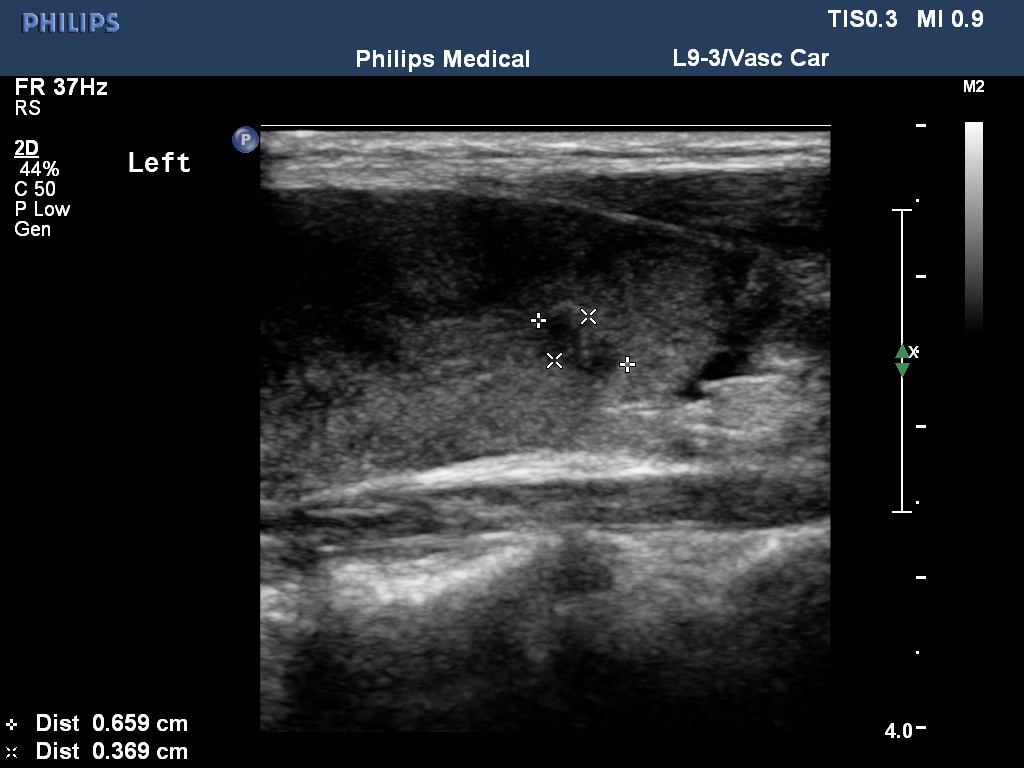 PHILIPS
TIS0.3 MI 0.9
Philips Medical
L9-3/Vasc Car
FR 37Hz
RS
M2
P
2D
44%
C 50
P Low
Gen
Left
x
4.0
Dist 0.659 cm
Dist 0.369 cm